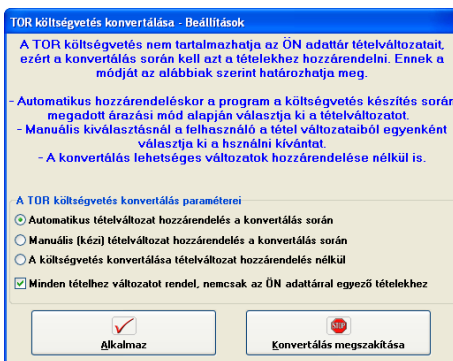 TOR költségvetés konvertálása - Beállítások
A TOR költségvetés nem tartalmazhatja az ÖN adattár tételváltozatait,
ezért a konvertálás során kell azt a tételekhez hozzárendelni. Ennek a
módját az alábbiak szerint határozhatja meg.
- Automatikus hozzárendeléskor a program a költségvetés készítés során
megadott árazási mód alapján választja ki a tételváltozatot.
- Manuális kiválasztásnál a felhasználó a tétel változataiból egyenként
választja ki a hsználni kívántat.
- A konvertálás lehetséges változatok hozzárendelése nélkül is.
A TOR költségvetés konvertálás paraméterei
Automatikus tételváltozat hozzárendelés a konvertálás során
Manuális (kézi) tételváltozat hozzárendelés a konvertálás során
A költségvetés konvertálása tételváltozat hozzárendelés nélkül
Minden tételhez változatot rendel, nemcsak az ÖN adattárral egyező tételekhez
STOP
Alkalmaz
Konvertálás megszakítása